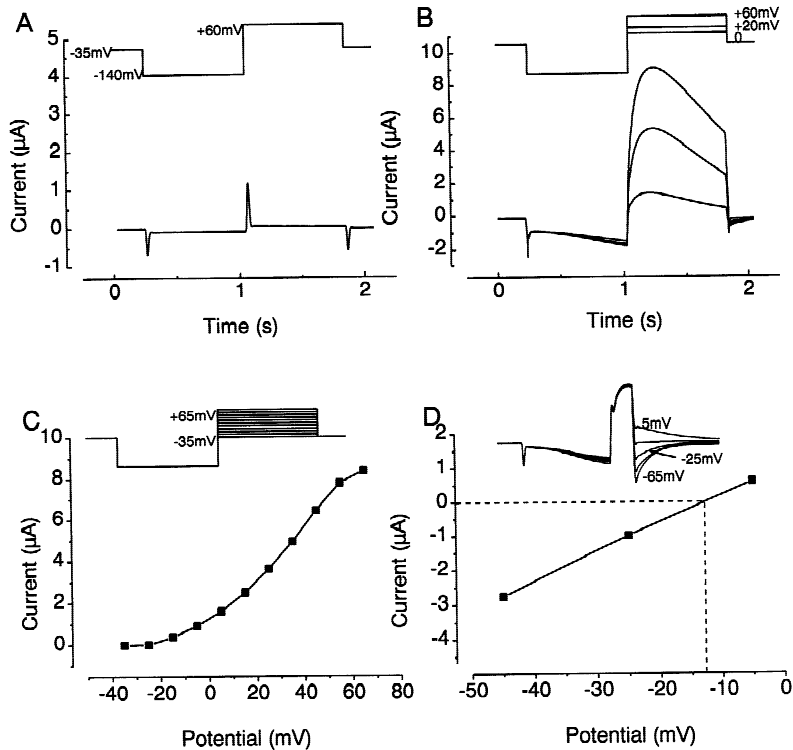 A
5
4
3
2
1
0
-1
-35mV
-140mV
+60mV
Current (µA)
0
1
2
Time (s)
B
10
8
6
4
2
0
-2
+60mV
+20mV
0
Current (µA)
0
1
2
Time (s)
C
10
8
6
4
2
0
+65mV
-35mV
Current (µA)
-40
-20
0
20
40
60
80
Potential (mV)
D
2
1
0
-1
-2
-3
-4
5mV
-25mV
-65mV
Current (µA)
-50
-40
-30
-20
-10
0
Potential (mV)